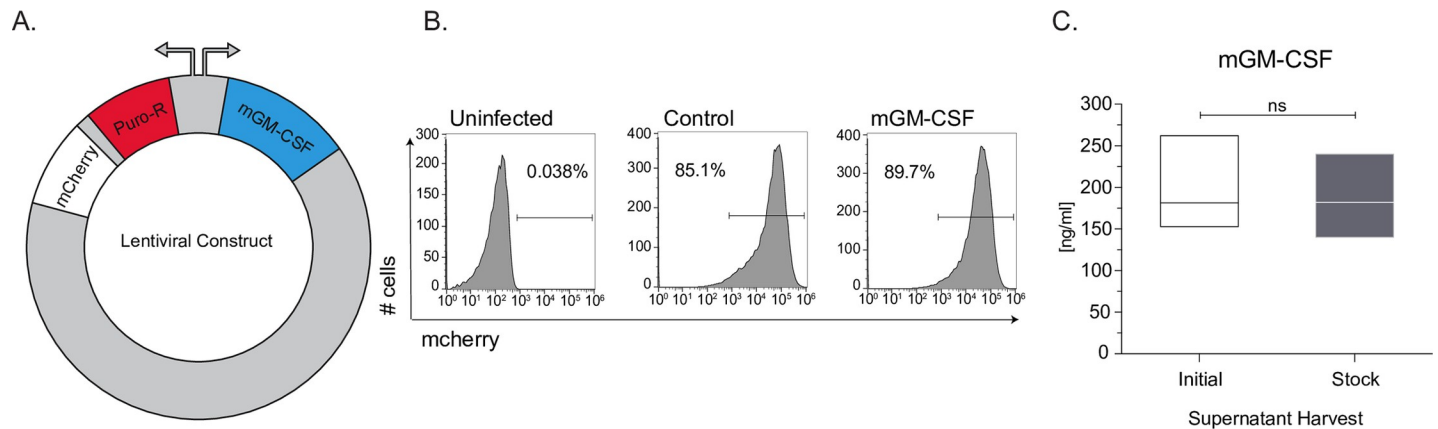 A.
Puro-R
mGM-CSF
mCherry
Lentiviral Construct
B.
Uninfected
300
200
150
100
50
0
0.038%
10⁰ 10¹ 10² 10³ 10⁴ 10⁵ 10⁶
Control
400
300
200
100
0
85.1%
10⁰ 10¹ 10² 10³ 10⁴ 10⁵ 10⁶
mGM-CSF
400
300
200
100
0
89.7%
10⁰ 10¹ 10² 10³ 10⁴ 10⁵ 10⁶
# cells
mcherry
C.
mGM-CSF
ns
300
250
200
150
100
50
0
[ng/ml]
Initial Stock
Supernatant Harvest